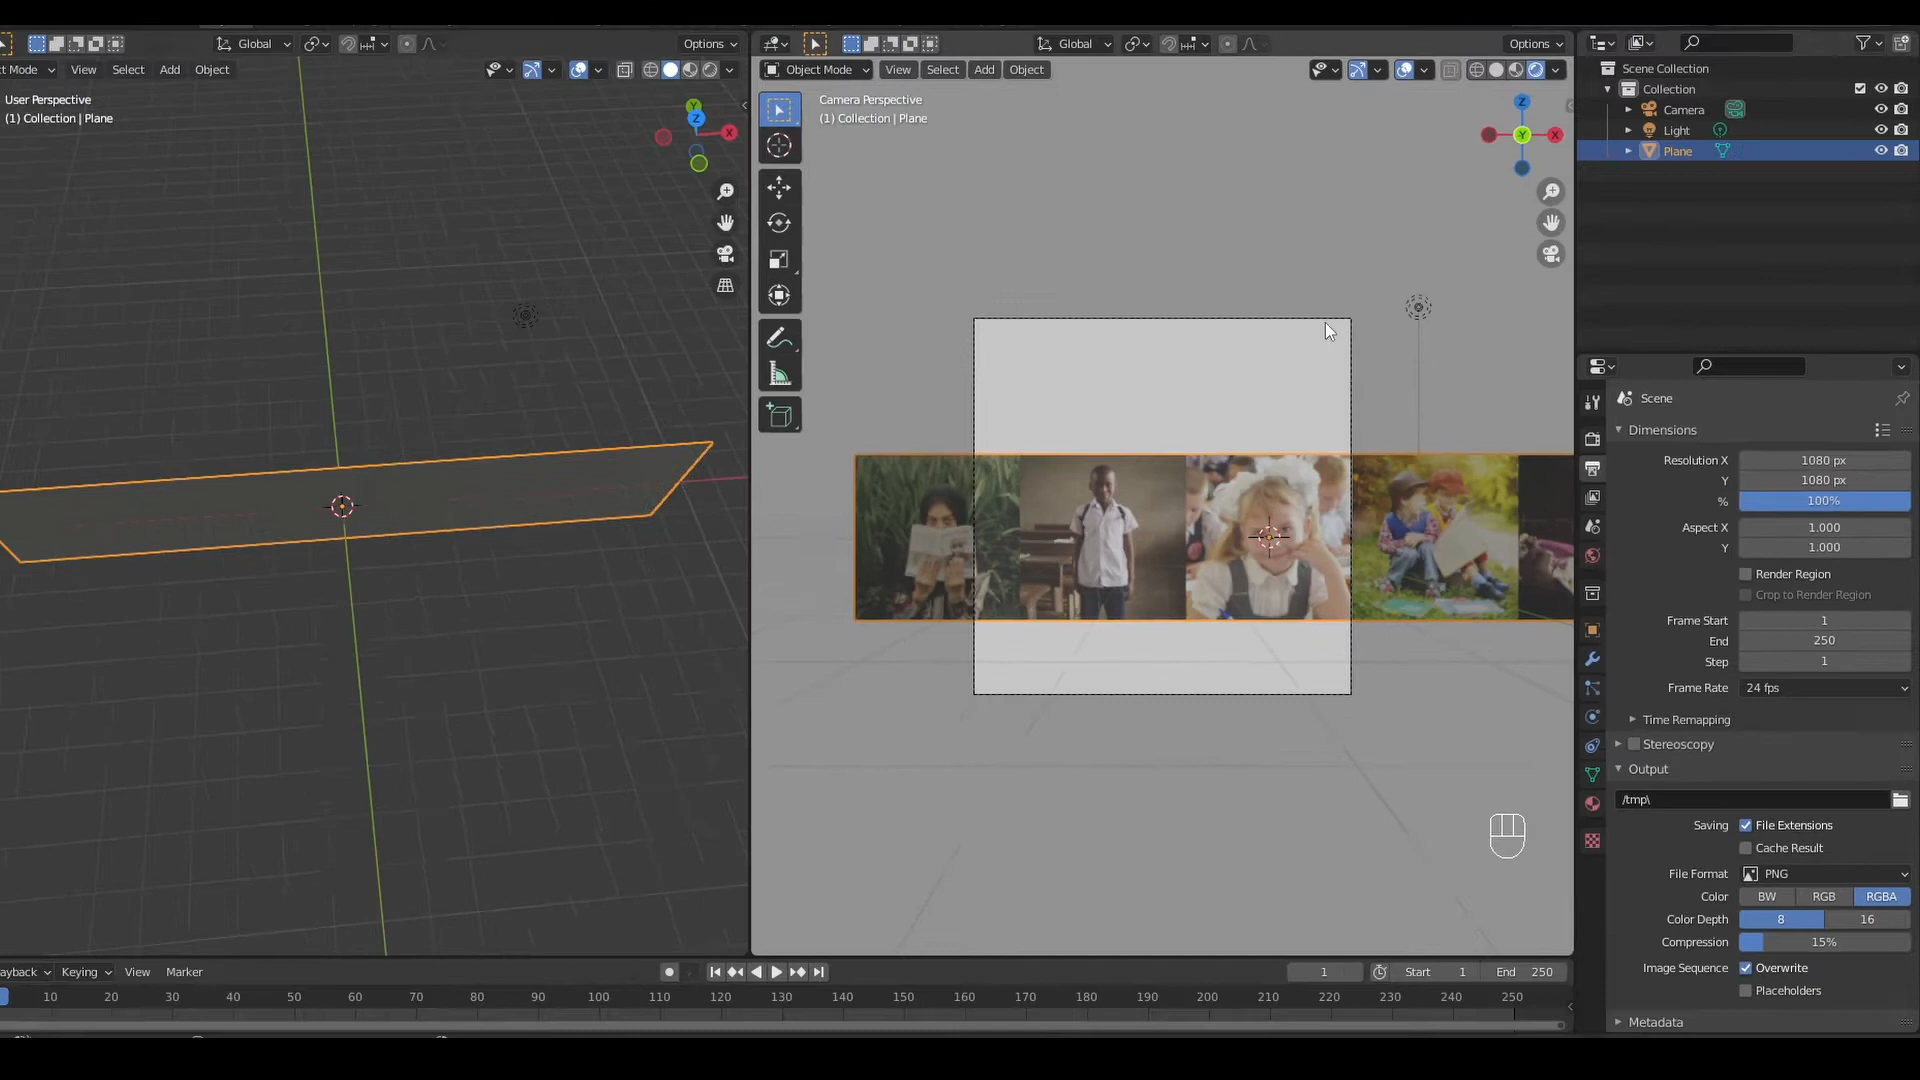 Global
Options
ct Mode
View
Select
Add
Object
User Perspective
(1) Collection | Plane
Y
Z
X
Global
Options
Object Mode
View
Select
Add
Object
Camera Perspective
(1) Collection | Plane
Z
Y
X
Scene Collection
Collection
Camera
Light
Plane
Scene
Dimensions
Resolution X 1080 px
Y 1080 px
% 100%
Aspect X 1.000
Y 1.000
Render Region
Crop to Render Region
Frame Start 1
End 250
Step 1
Frame Rate 24 fps
Time Remapping
Stereoscopy
Output
/tmp\
Saving File Extensions
Cache Result
File Format PNG
Color BW RGB RGBA
Color Depth 8 16
Compression 15%
Image Sequence Overwrite
Placeholders
Metadata
ayback Keying View Marker
1 Start 1 End 250
10 20 30 40 50 60 70 80 90 100 110 120 130 140 150 160 170 180 190 200 210 220 230 240 250